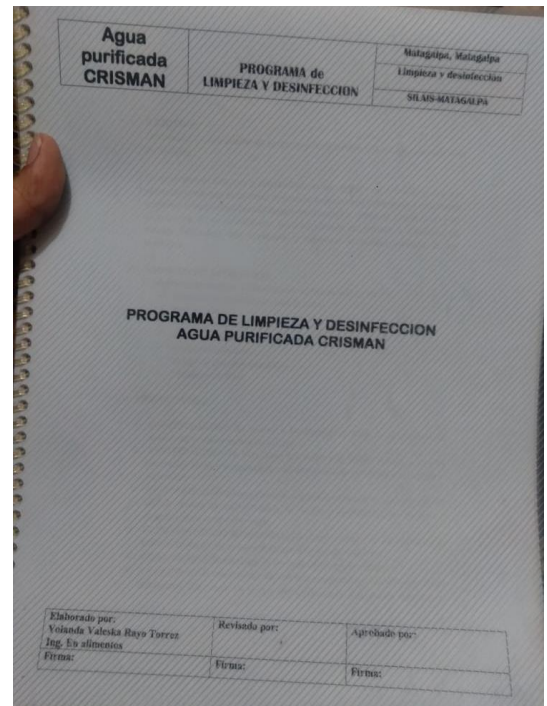 Agua
purificada
CRISMAN
PROGRAMA de
LIMPIEZA Y DESINFECCION
Matagalpa, Matagalpa
Limpieza y desinfección
SILAIS-MATAGALPA
PROGRAMA DE LIMPIEZA Y DESINFECCION
AGUA PURIFICADA CRISMAN
Elaborado por:
Yolanda Valeska Rayo Torrez
Ing. En alimentos
Firma:
Revisado por:
Firma:
Aprobado por:
Firma: